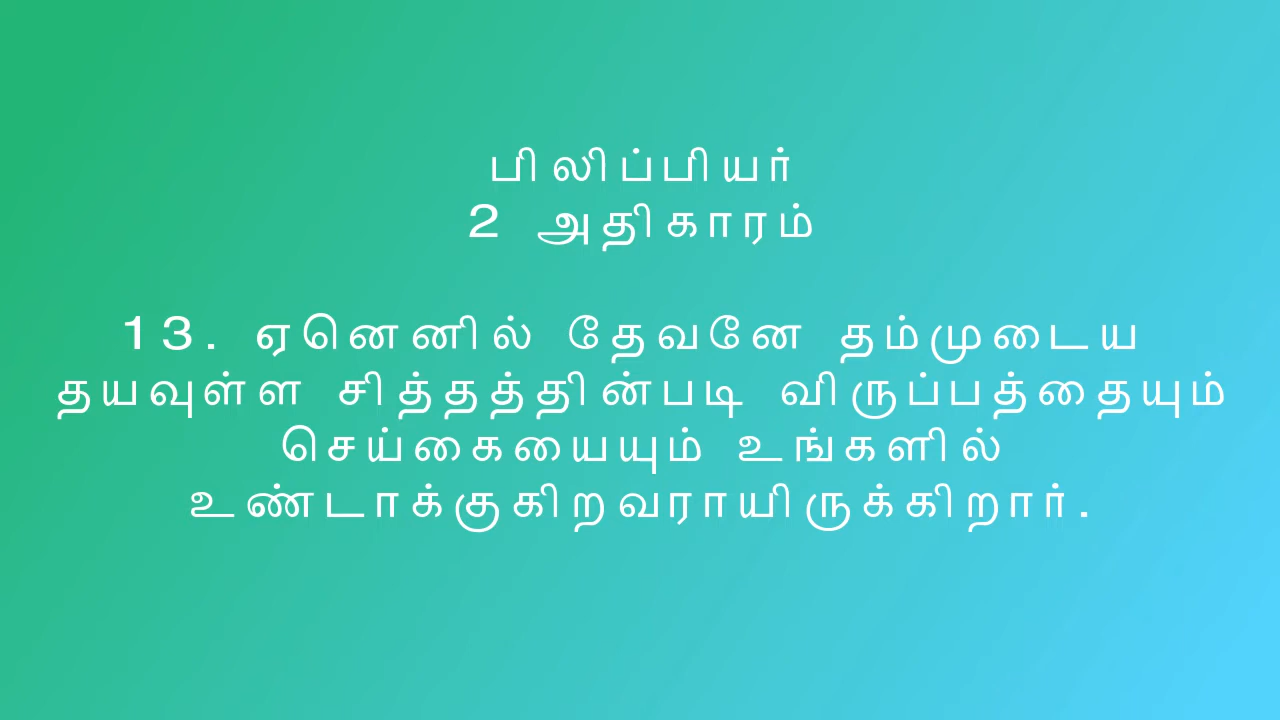 பிலிப்பியர்
2 அதிகாரம்
13. ஏனெனில் தேவனே தம்முடைய
தயவுள்ள சித்தத்தின்படி விருப்பத்தையும்
செய்கையையும் உங்களில்
உண்டாக்குகிறவராயிருக்கிறார்.